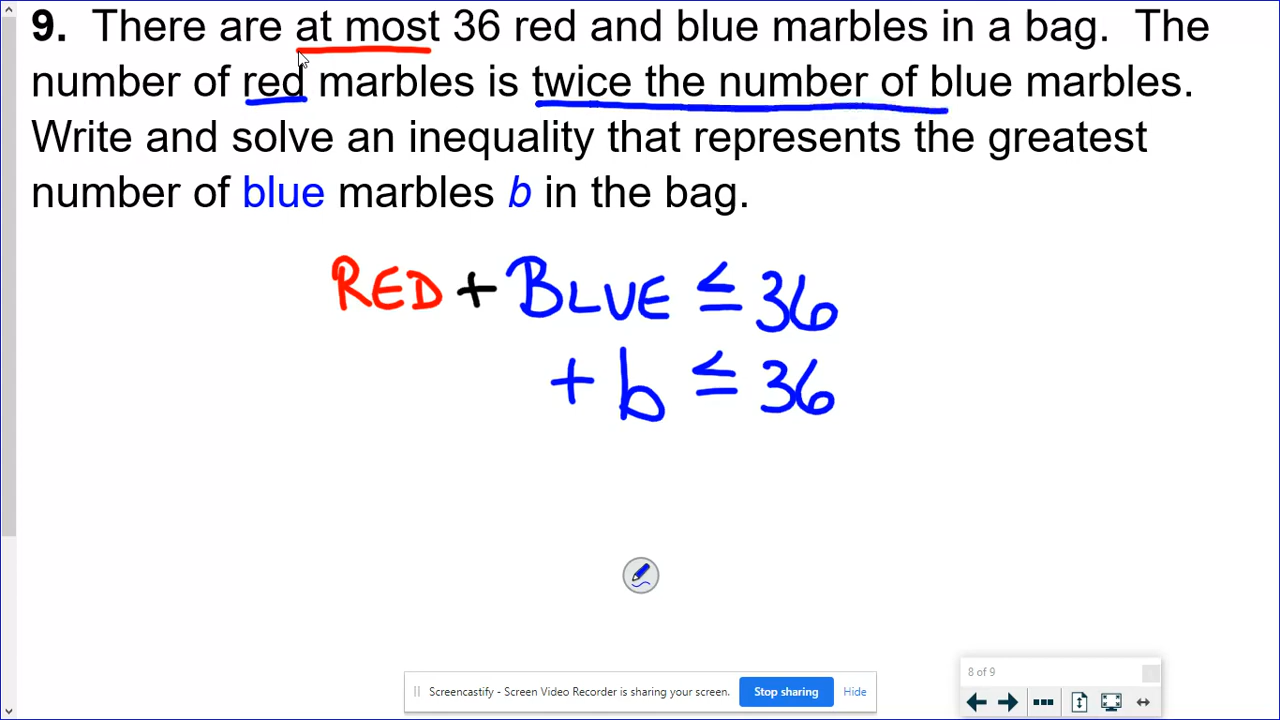 9. There are at most 36 red and blue marbles in a bag. The
number of red marbles is twice the number of blue marbles.
Write and solve an inequality that represents the greatest
number of blue marbles b in the bag.
RED + BLUE ≤ 36
+ b ≤ 36
8 of 9
Screencastify - Screen Video Recorder is sharing your screen. Stop sharing Hide